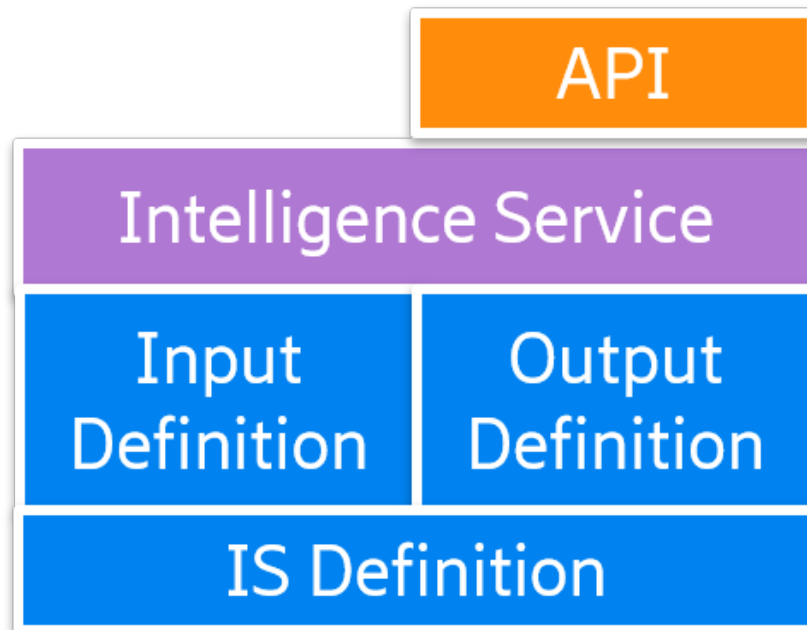 API
Intelligence Service
Input
Definition
Output
Definition
IS Definition